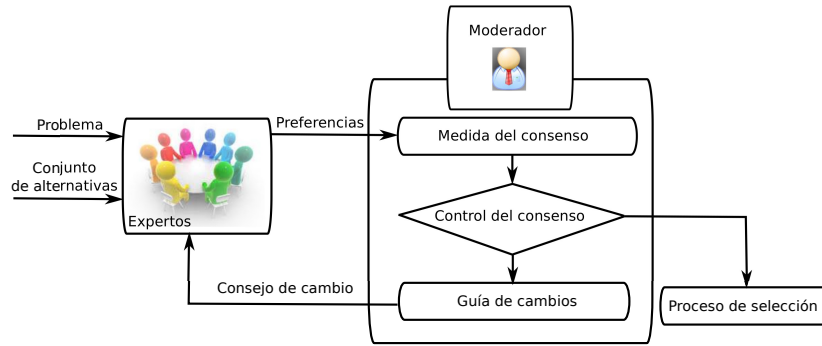 Moderador
Problema
Preferencias
Medida del consenso
Conjunto
de alternativas
Expertos
Control del consenso
Consejo de cambio
Guía de cambios
Proceso de selección